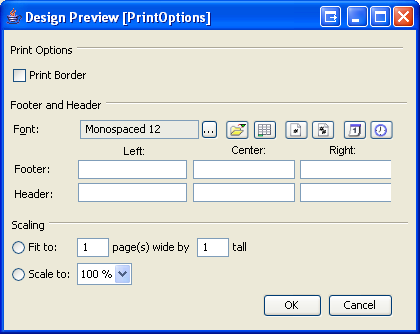 Design Preview [PrintOptions]
Print Options
Print Border
Footer and Header
Font: Monospaced 12 ...
Left: Center: Right:
Footer:
Header:
Scaling
Fit to: 1 page(s) wide by 1 tall
Scale to: 100 %
OK Cancel